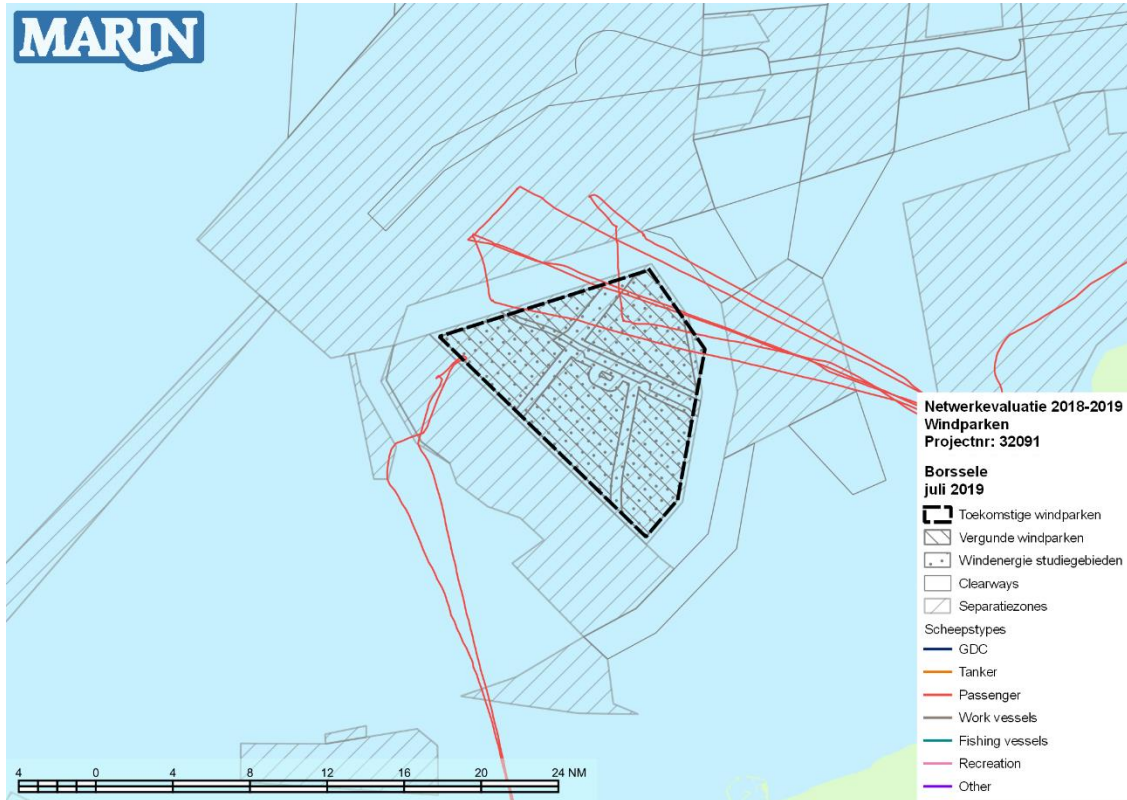 MARIN
Netwerkevaluatie 2018-2019
Windparken
Projectnr: 32091
Borssele
juli 2019
Toekomstige windparken
Vergunde windparken
Windenergie studiegebieden
Clearways
Separatiezones
Scheepstypes
GDC
Tanker
Passenger
Work vessels
Fishing vessels
Recreation
Other
4 0 4 8 12 16 20 24 NM